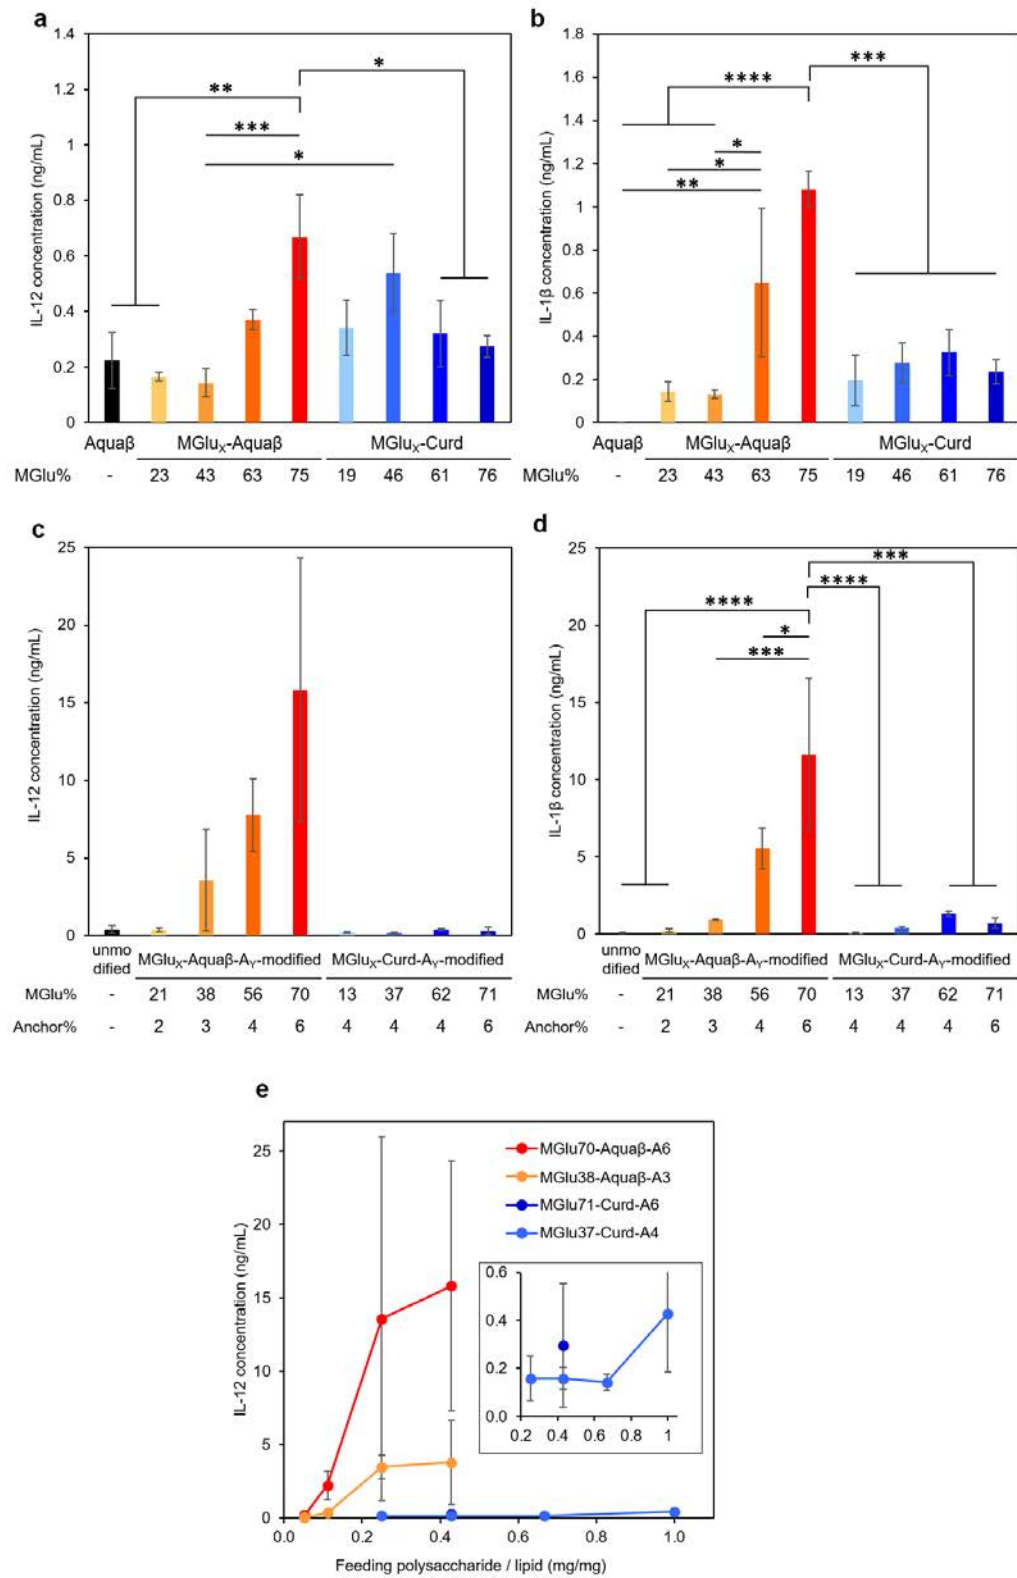 a
1.4
1.2
1
0.8
0.6
0.4
0.2
0
IL-12 concentration (ng/mL)
**
***
*
*
Aquaβ MGluX-Aquaβ MGluX-Curd
MGlu% - 23 43 63 75 19 46 61 76
b
1.8
1.6
1.4
1.2
1
0.8
0.6
0.4
0.2
0
IL-1β concentration (ng/mL)
****
***
*
*
**
Aquaβ MGluX-Aquaβ MGluX-Curd
- 23 43 63 75 19 46 61 76
c
25
20
15
10
5
0
IL-12 concentration (ng/mL)
unmo
dified
MGluX-Aquaβ-AY-modified MGluX-Curd-AY-modified
MGlu% - 21 38 56 70 13 37 62 71
Anchor% - 2 3 4 6 4 4 4 6
d
25
20
15
10
5
0
IL-1β concentration (ng/mL)
***
****
****
*
***
unmo
dified
MGluX-Aquaβ-AY-modified MGluX-Curd-AY-modified
MGlu% - 21 38 56 70 13 37 62 71
Anchor% - 2 3 4 6 4 4 4 6
e
25
20
15
10
5
0
IL-12 concentration (ng/mL)
MGlu70-Aquaβ-A6
MGlu38-Aquaβ-A3
MGlu71-Curd-A6
MGlu37-Curd-A4
0.6
0.4
0.2
0.0
0.2 0.4 0.6 0.8 1
0.0 0.2 0.4 0.6 0.8 1.0
Feeding polysaccharide / lipid (mg/mg)